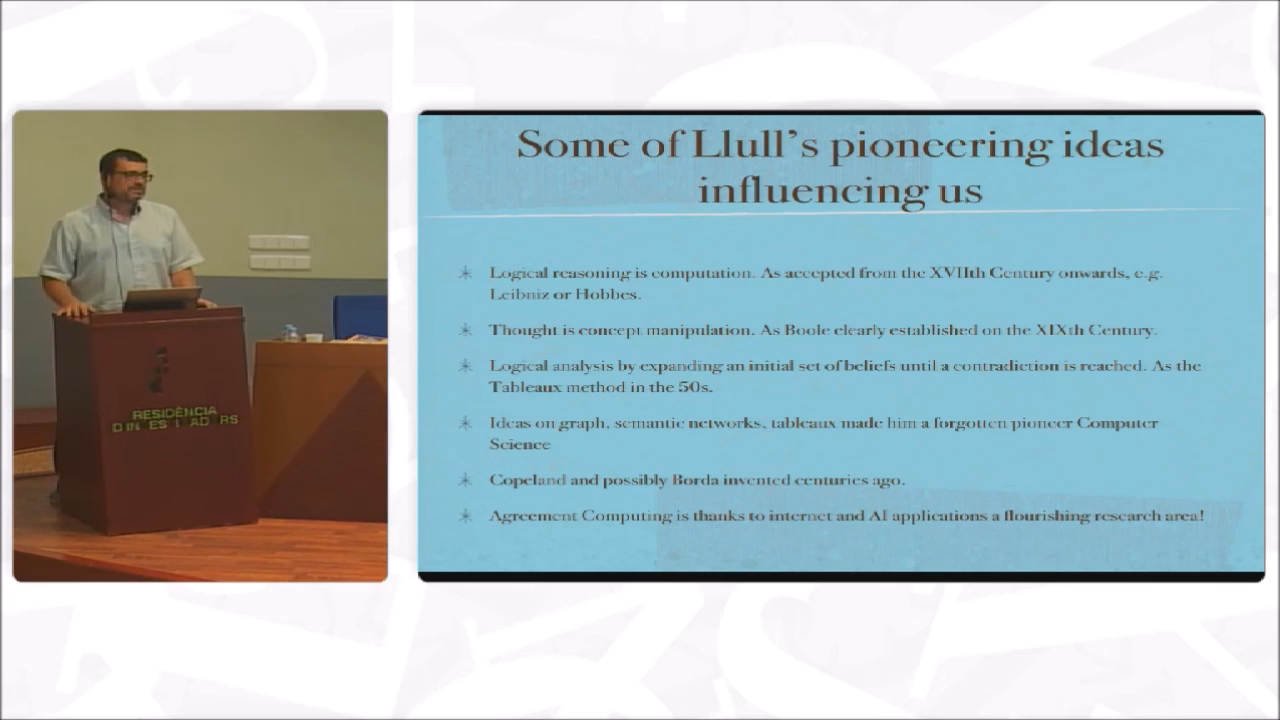 Some of Llull's pioneering ideas
influencing us
Logical reasoning is computation. As accepted from the XVIIth Century onwards, e.g.
Leibniz or Hobbes.
Thought is concept manipulation. As Boole clearly established on the XIXth Century.
Logical analysis by expanding an initial set of beliefs until a contradiction is reached. As the
Tableaux method in the 50s.
Ideas on graph, semantic networks, tableaux made him a forgotten pioneer Computer
Science
Copeland and possibly Borda invented centuries ago.
Agreement Computing is thanks to internet and AI applications a flourishing research area!
RESIDÈNCIA